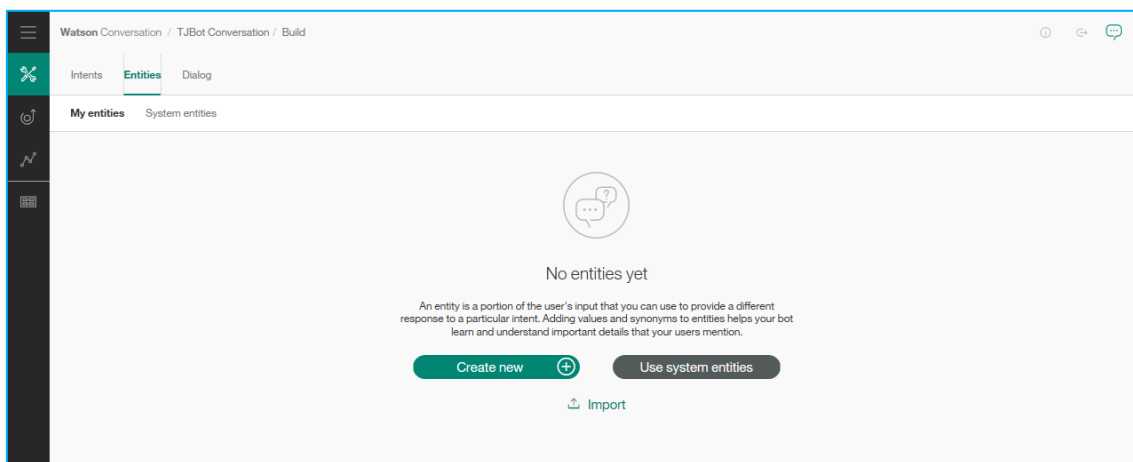 Watson Conversation / TJBot Conversation / Build
Intents Entities Dialog
My entities System entities
?
No entities yet
An entity is a portion of the user's input that you can use to provide a different
response to a particular intent. Adding values and synonyms to entities helps your bot
learn and understand important details that your users mention.
Create new Use system entities
Import